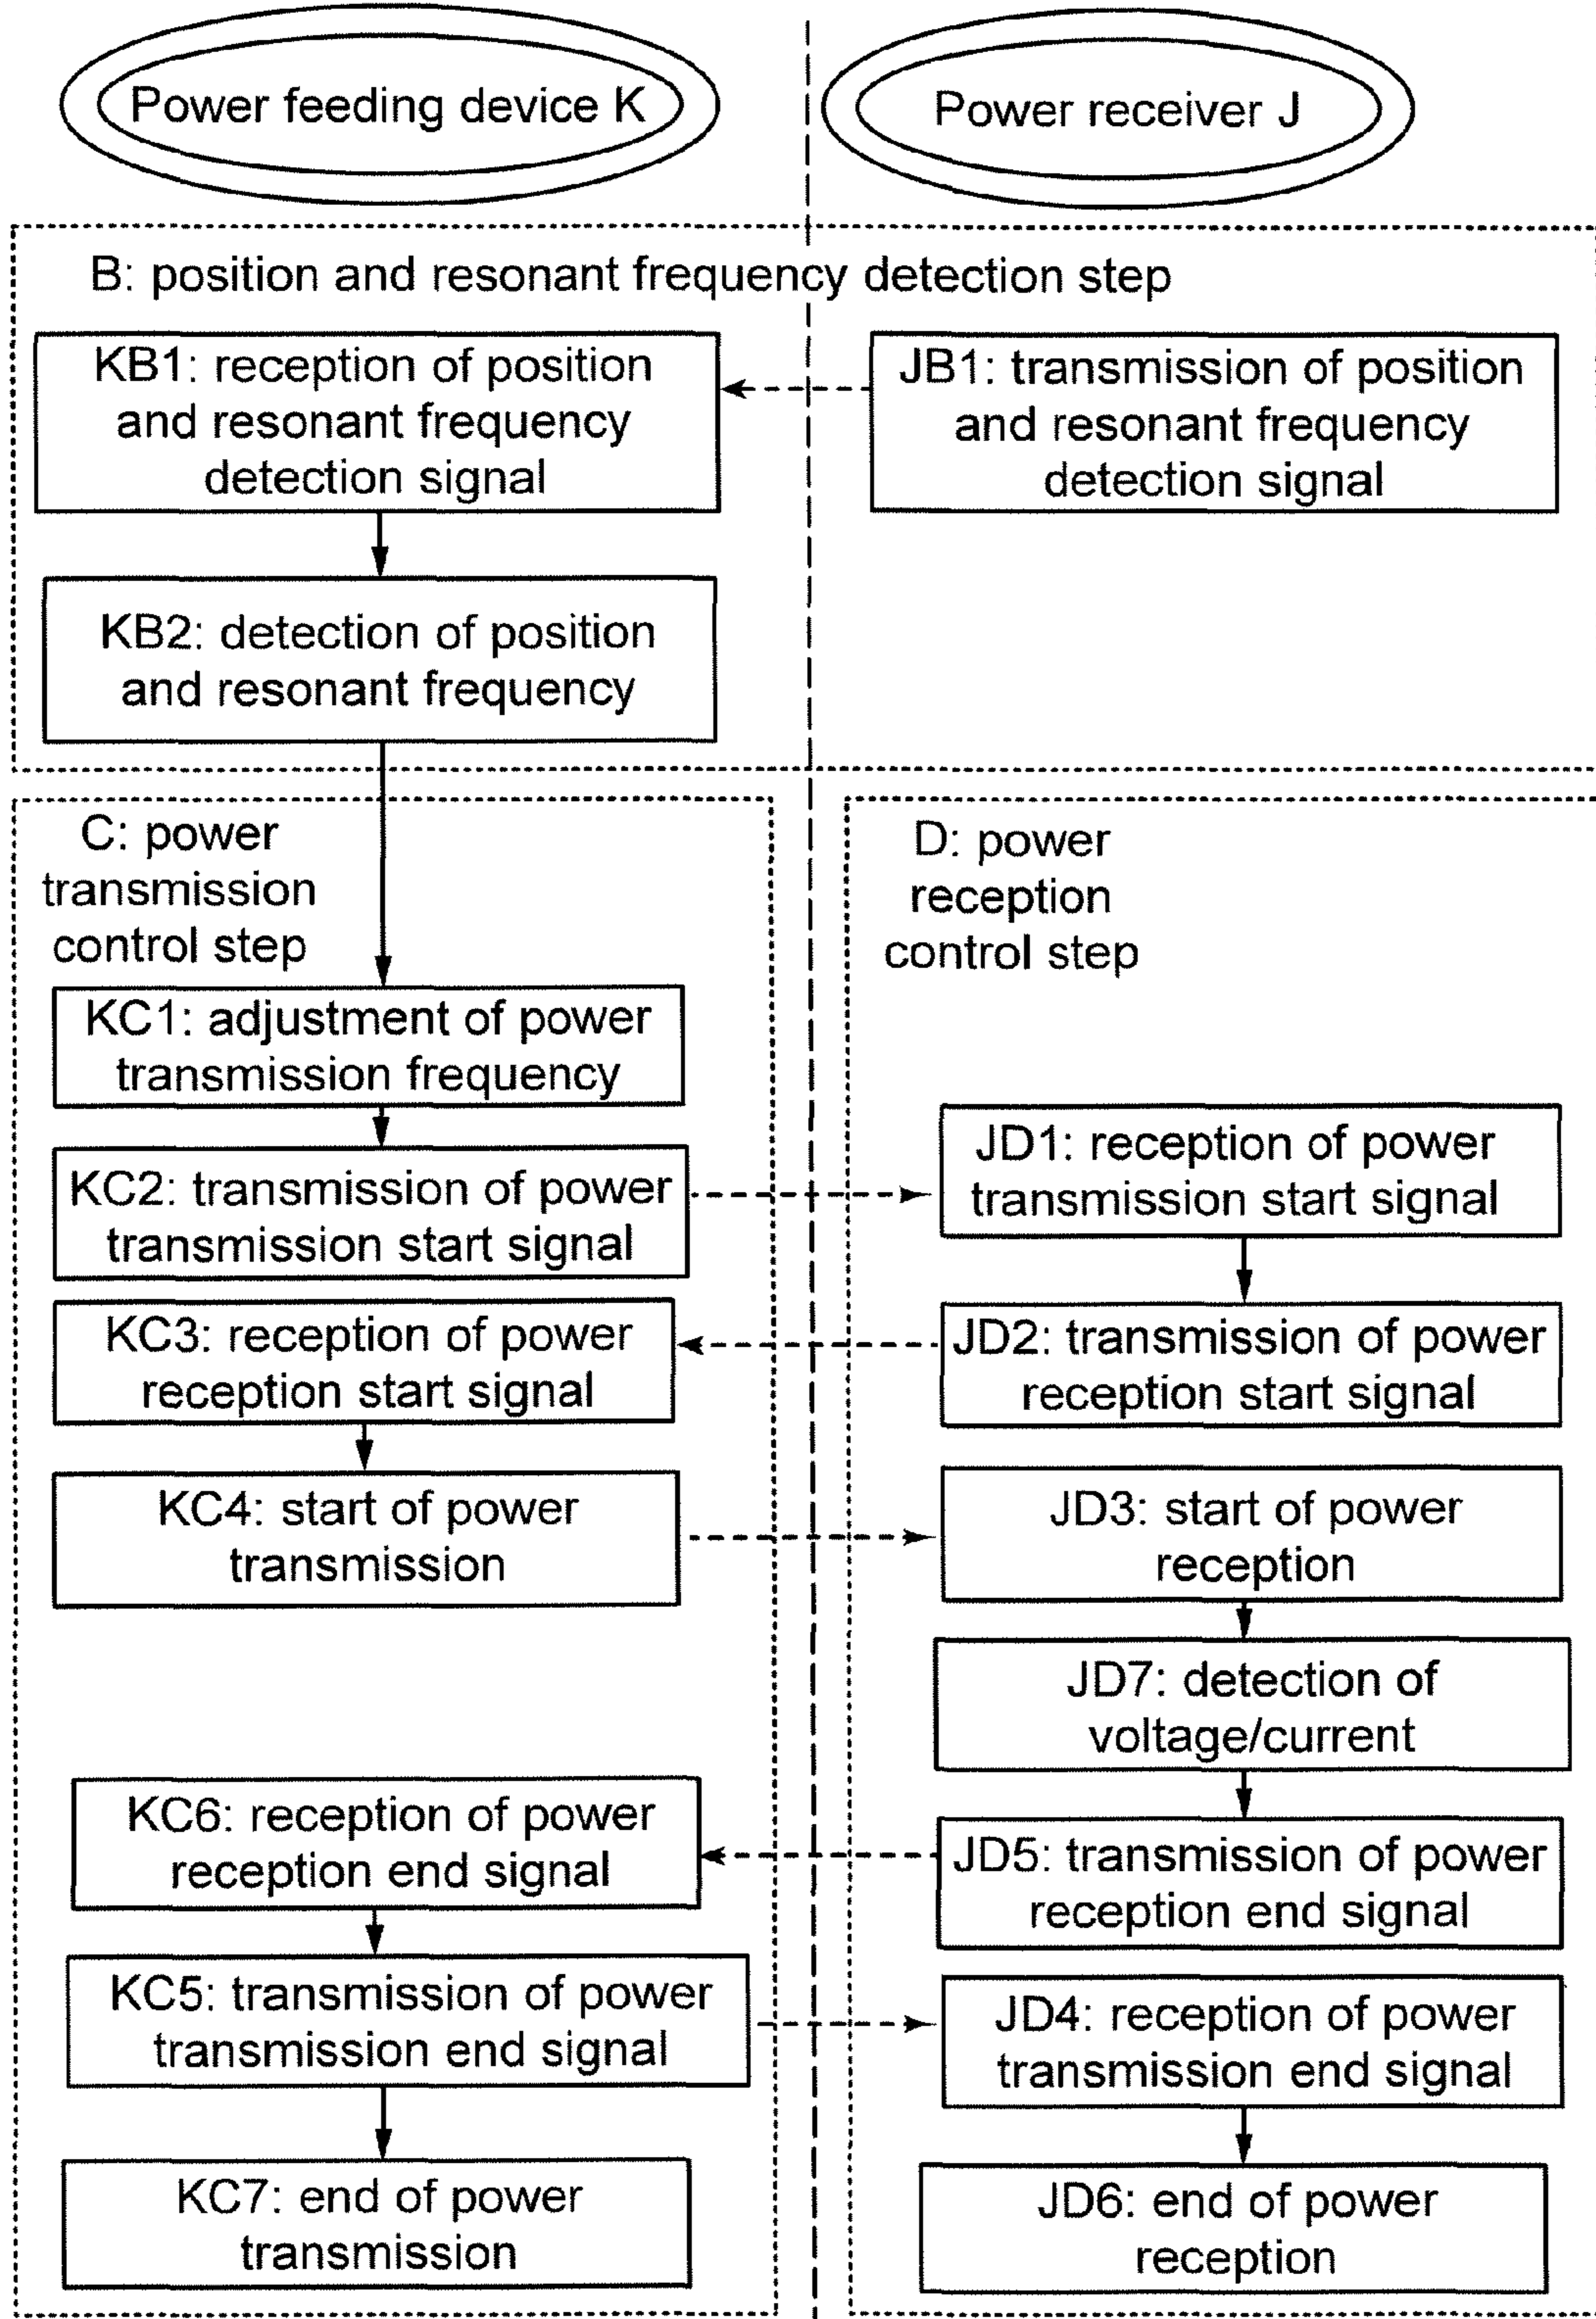 Power feeding device K
Power receiver J
B: position and resonant frequency detection step
KB1: reception of position
and resonant frequency
detection signal
JB1: transmission of position
and resonant frequency
detection signal
KB2: detection of position
and resonant frequency
C: power
transmission
control step
D: power
reception
control step
KC1: adjustment of power
transmission frequency
KC2: transmission of power
transmission start signal
JD1: reception of power
transmission start signal
KC3: reception of power
reception start signal
JD2: transmission of power
reception start signal
KC4: start of power
transmission
JD3: start of power
reception
JD7: detection of
voltage/current
KC6: reception of power
reception end signal
JD5: transmission of power
reception end signal
KC5: transmission of power
transmission end signal
JD4: reception of power
transmission end signal
KC7: end of power
transmission
JD6: end of power
reception